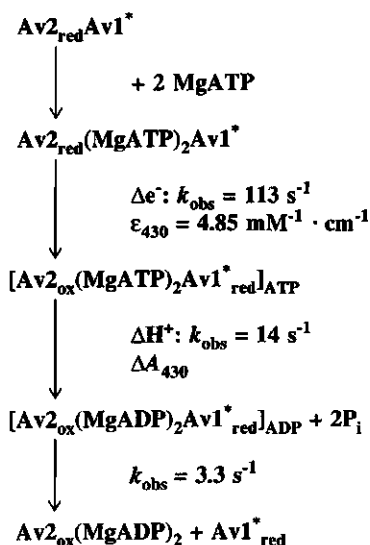 Av2redAv1*
+ 2 MgATP
Av2red(MgATP)2Av1*
Δe-: kobs = 113 s-1
ε430 = 4.85 mM-1 · cm-1
[Av2ox(MgATP)2Av1*red]ATP
ΔH+: kobs = 14 s-1
ΔA430
[Av2ox(MgADP)2Av1*red]ADP + 2Pi
kobs = 3.3 s-1
Av2ox(MgADP)2 + Av1*red